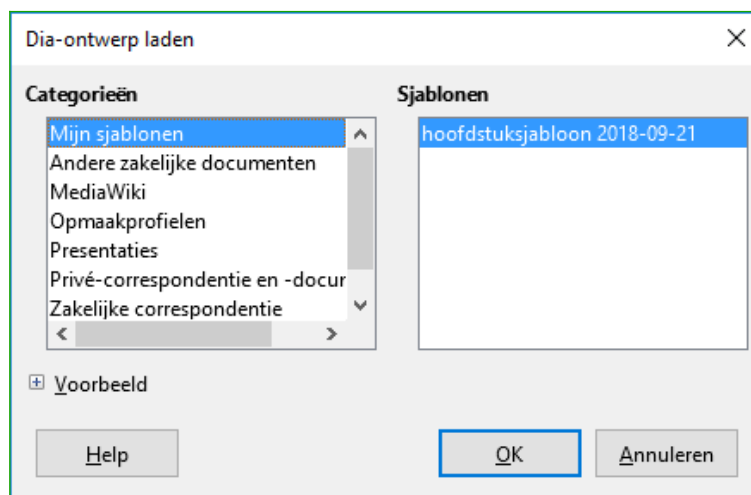 Dia-ontwerp laden
Categorieën
Mijn sjablonen
Andere zakelijke documenten
MediaWiki
Opmaakprofielen
Presentaties
Privé-correspondentie en -docur
Zakelijke correspondentie
Sjablonen
hoofdstuksjabloon 2018-09-21
Voorbeeld
Help
OK
Annuleren